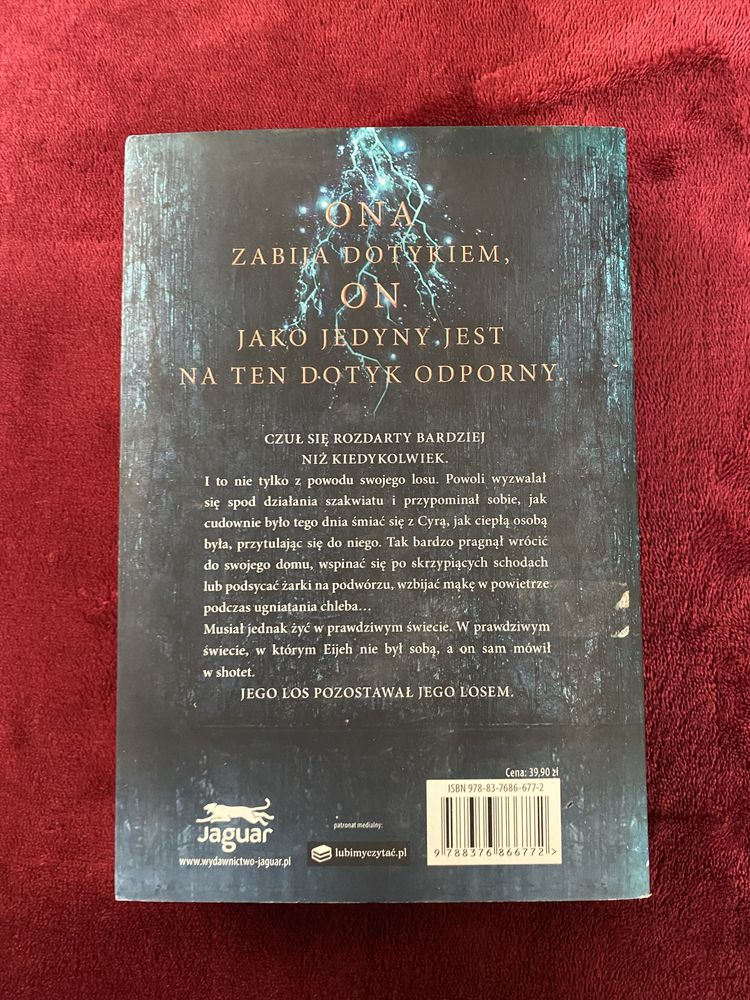 ONA
ZABIJA DOTYKIEM,
ON
JAKO JEDYNY JEST
NA TEN DOTYK ODPORNY.
CZUŁ SIĘ ROZDARTY BARDZIEJ
NIŻ KIEDYKOLWIEK.
I to nie tylko z powodu swojego losu. Powoli wyzwalał
się spod działania szakwiatu i przypominał sobie, jak
cudownie było tego dnia śmiać się z Cyrą, jak ciepłą osobą
była, przytulając się do niego. Tak bardzo pragnął wrócić
do swojego domu, wspinać się po skrzypiących schodach
lub podsycać żarki na podwórzu, wzbijać mąkę w powietrze
podczas ugniatania chleba...
Musiał jednak żyć w prawdziwym świecie. W prawdziwym
świecie, w którym Eijeh nie był sobą, a on sam mówił
w shotet.
JEGO LOS POZOSTAWAŁ JEGO LOSEM.
Cena: 39,90 zł
ISBN 978-83-7686-677-2
9 788376 866772 >
Jaguar
www.wydawnictwo-jaguar.pl
patronat medialny:
lubimyczytać.pl